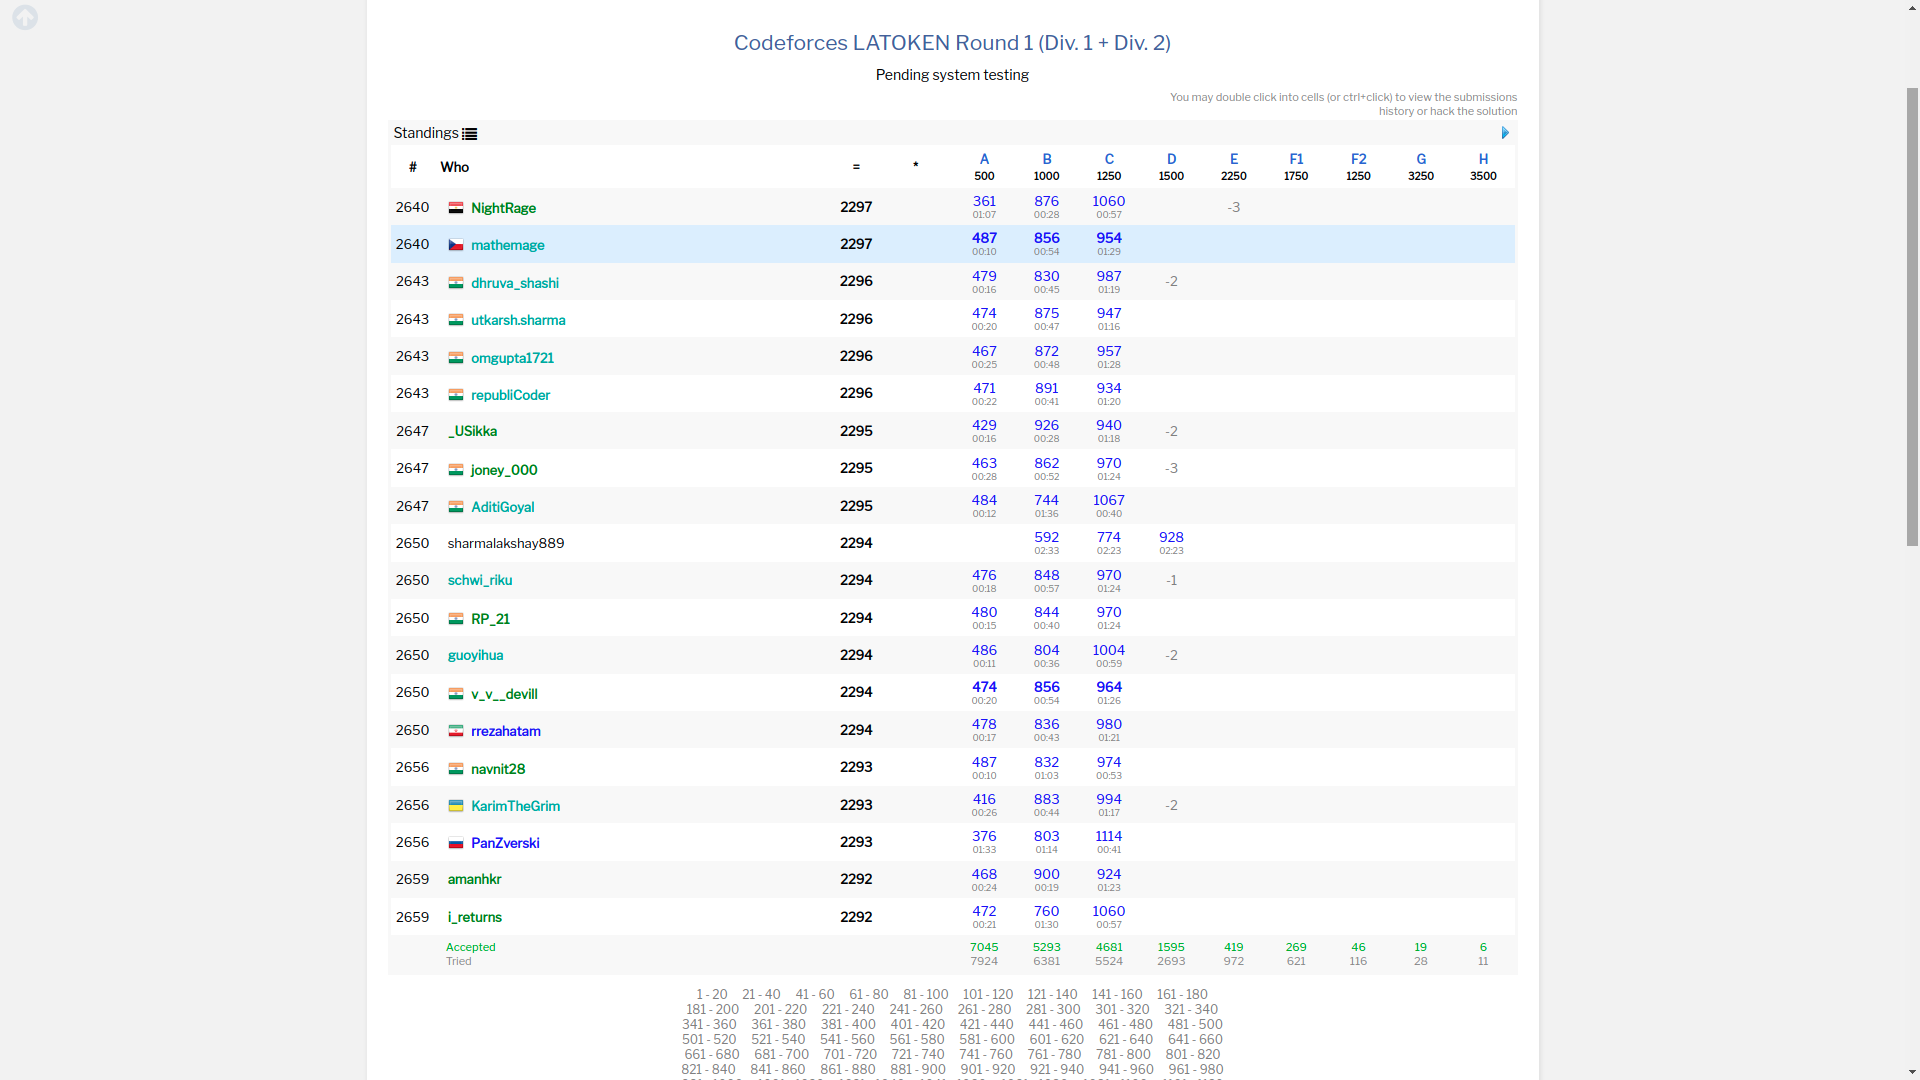 Codeforces LATOKEN Round 1 (Div. 1 + Div. 2)
Pending system testing
You may double click into cells (or ctrl+click) to view the submissions
history or hack the solution
Standings
# Who = * A B C D E F1 F2 G H
500 1000 1250 1500 2250 1750 1250 3250 3500
2640 NightRage 2297 361 876 1060 -3
01:07 00:28 00:57
2640 mathemage 2297 487 856 954
00:10 00:54 01:29
2643 dhruva_shashi 2296 479 830 987 -2
00:16 00:45 01:19
2643 utkarsh.sharma 2296 474 875 947
00:20 00:47 01:16
2643 omgupta1721 2296 467 872 957
00:25 00:48 01:28
2643 republiCoder 2296 471 891 934
00:22 00:41 01:20
2647 _USikka 2295 429 926 940 -2
00:16 00:28 01:18
2647 joney_000 2295 463 862 970 -3
00:28 00:52 01:24
2647 AditiGoyal 2295 484 744 1067
00:12 01:36 00:40
2650 sharmalakshay889 2294 592 774 928
02:33 02:23 02:23
2650 schwi_riku 2294 476 848 970 -1
00:18 00:57 01:24
2650 RP_21 2294 480 844 970
00:15 00:40 01:24
2650 guoyihua 2294 486 804 1004 -2
00:11 00:36 00:59
2650 v_v__devill 2294 474 856 964
00:20 00:54 01:26
2650 rrezahatam 2294 478 836 980
00:17 00:43 01:21
2656 navnit28 2293 487 832 974
00:10 01:03 00:53
2656 KarimTheGrim 2293 416 883 994 -2
00:26 00:44 01:17
2656 PanZverski 2293 376 803 1114
01:33 01:14 00:41
2659 amanhkr 2292 468 900 924
00:24 00:19 01:23
2659 i_returns 2292 472 760 1060
00:21 01:30 00:57
Accepted 7045 5293 4681 1595 419 269 46 19 6
Tried 7924 6381 5524 2693 972 621 116 28 11
1 - 20 21 - 40 41 - 60 61 - 80 81 - 100 101 - 120 121 - 140 141 - 160 161 - 180
181 - 200 201 - 220 221 - 240 241 - 260 261 - 280 281 - 300 301 - 320 321 - 340
341 - 360 361 - 380 381 - 400 401 - 420 421 - 440 441 - 460 461 - 480 481 - 500
501 - 520 521 - 540 541 - 560 561 - 580 581 - 600 601 - 620 621 - 640 641 - 660
661 - 680 681 - 700 701 - 720 721 - 740 741 - 760 761 - 780 781 - 800 801 - 820
821 - 840 841 - 860 861 - 880 881 - 900 901 - 920 921 - 940 941 - 960 961 - 980